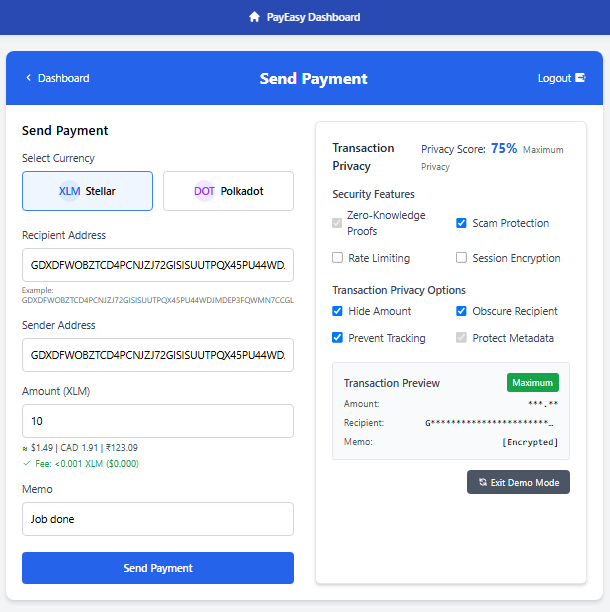 PayEasy Dashboard
Dashboard
Send Payment
Logout
Send Payment
Select Currency
XLM Stellar
DOT Polkadot
Recipient Address
GDXDFWOBZTCD4PCNJZJ72GISISUUTPQX45PU44WD.
Example:
GDXDFWOBZTCD4PCNJZJ72GISISUUTPQX45PU44WDJMDEP3FQWMN7CCGL
Sender Address
GDXDFWOBZTCD4PCNJZJ72GISISUUTPQX45PU44WD.
Amount (XLM)
10
≈ $1.49 | CAD 1.91 | ₹123.09
Fee: <0.001 XLM ($0.000)
Memo
Job done
Send Payment
Transaction
Privacy
Privacy Score: 75% Maximum
Privacy
Security Features
Zero-Knowledge
Proofs
Scam Protection
Rate Limiting
Session Encryption
Transaction Privacy Options
Hide Amount
Obscure Recipient
Prevent Tracking
Protect Metadata
Transaction Preview
Maximum
Amount:
***.**
Recipient:
G***********************…
Memo:
[Encrypted]
Exit Demo Mode